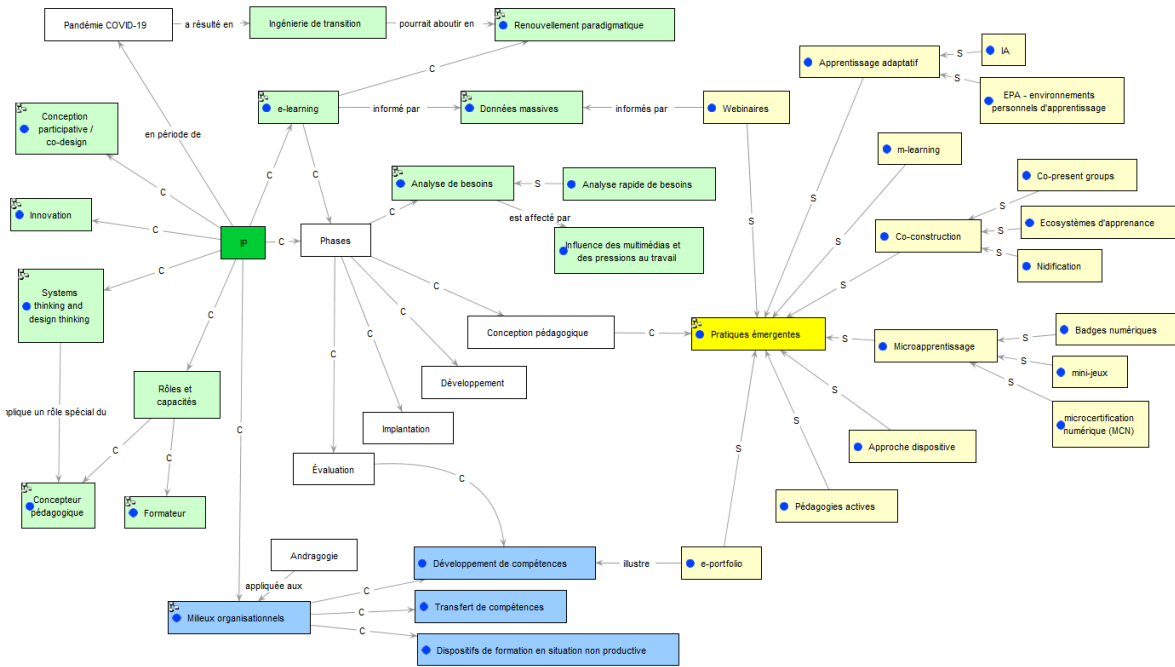 Pandémie COVID-19
a résulté en
Ingénierie de transition
pourrait aboutir en
Renouvellement paradigmatique
C
Apprentissage adaptatif
S
IA
S
EPA - environnements
personnels d'apprentissage
S
Conception
participative /
co-design
en période de
C
e-learning
informé par
Données massives
informés par
Webinaires
S
m-learning
S
C
C
Innovation
C
IP
C
Phases
C
Analyse de besoins
S
Analyse rapide de besoins
est affecté par
Influence des multimédias et
des pressions au travail
Co-present groups
S
Co-construction
S
Ecosystèmes d'apprenance
S
Nidification
S
Systems
thinking and
design thinking
C
C
C
Conception pédagogique
C
Pratiques émergentes
S
Microapprentissage
S
Badges numériques
S
mini-jeux
S
microcertification
numérique (MCN)
C
Développement
C
Implantation
C
Évaluation
C
Rôles et
capacités
nplique un rôle spécial du
C
C
Concepteur
pédagogique
Formateur
C
S
Approche dispositive
S
Pédagogies actives
S
Andragogie
appliquée aux
Milieux organisationnels
C
Développement de compétences
illustre
e-portfolio
C
Transfert de compétences
C
Dispositifs de formation en situation non productive